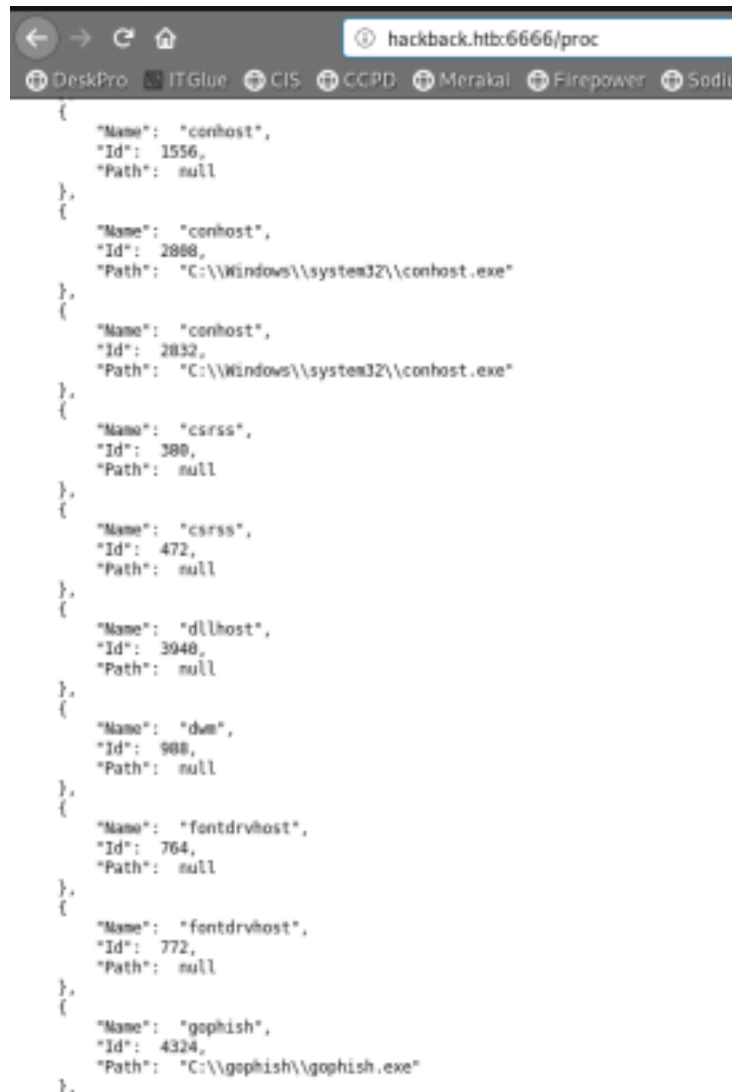 hackback.htb:6666/proc
DeskPro ITGlue CIS CCPD Merakai Firepower
{
"Name": "conhost",
"Id": 1556,
"Path": null
},
{
"Name": "conhost",
"Id": 2808,
"Path": "C:\\Windows\\system32\\conhost.exe"
},
{
"Name": "conhost",
"Id": 2832,
"Path": "C:\\Windows\\system32\\conhost.exe"
},
{
"Name": "csrss",
"Id": 380,
"Path": null
},
{
"Name": "csrss",
"Id": 472,
"Path": null
},
{
"Name": "dllhost",
"Id": 3940,
"Path": null
},
{
"Name": "dwm",
"Id": 988,
"Path": null
},
{
"Name": "fontdrvhost",
"Id": 764,
"Path": null
},
{
"Name": "fontdrvhost",
"Id": 772,
"Path": null
},
{
"Name": "gophish",
"Id": 4324,
"Path": "C:\\gophish\\gophish.exe"
},